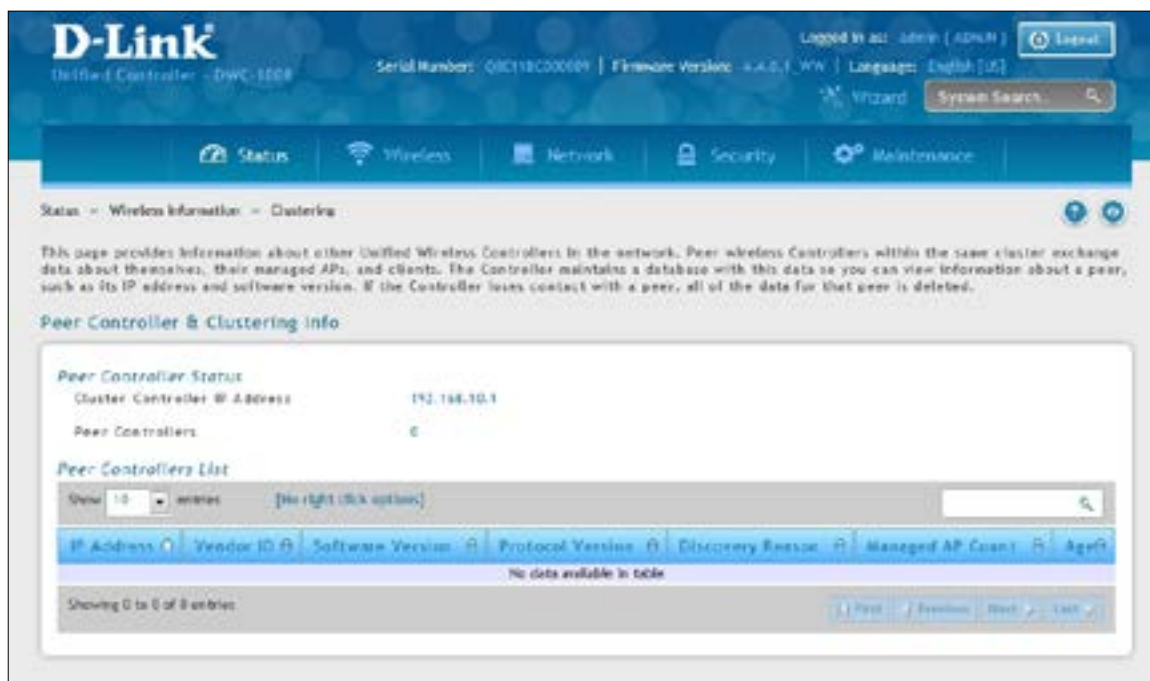 D-Link
Unified Controller - DWC-1000
Logged in as: admin ( ADMIN )
Logout
Serial Number: | Firmware Version: | Language: English [US]
Wizard
System Search..
Status
Wireless
Network
Security
Maintenance
Status » Wireless Information » Clustering
This page provides information about other Unified Wireless Controllers in the network. Peer wireless Controllers within the same cluster exchange
data about themselves, their managed APs, and clients. The Controller maintains a database with this data so you can view information about a peer,
such as its IP address and software version. If the Controller loses contact with a peer, all of the data for that peer is deleted.
Peer Controller & Clustering Info
Peer Controller Status
Cluster Controller IP Address 192.168.10.1
Peer Controllers 0
Peer Controllers List
Show 10 entries [No right click options]
IP Address Vendor ID Software Version Protocol Version Discovery Reason Managed AP Count Age
No data available in table
Showing 0 to 0 of 0 entries
First Previous Next Last